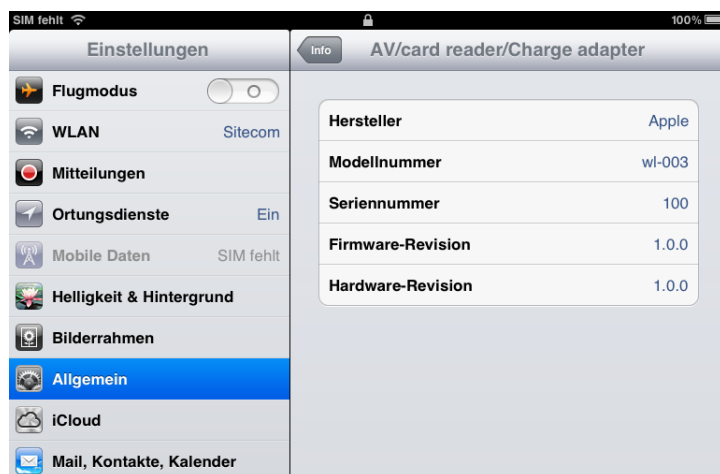 SIM fehlt
100%
Einstellungen
Flugmodus
WLAN Sitecom
Mitteilungen
Ortungsdienste Ein
Mobile Daten SIM fehlt
Helligkeit & Hintergrund
Bilderrahmen
Allgemein
iCloud
Mail, Kontakte, Kalender
Info
AV/card reader/Charge adapter
Hersteller Apple
Modellnummer wl-003
Seriennummer 100
Firmware-Revision 1.0.0
Hardware-Revision 1.0.0